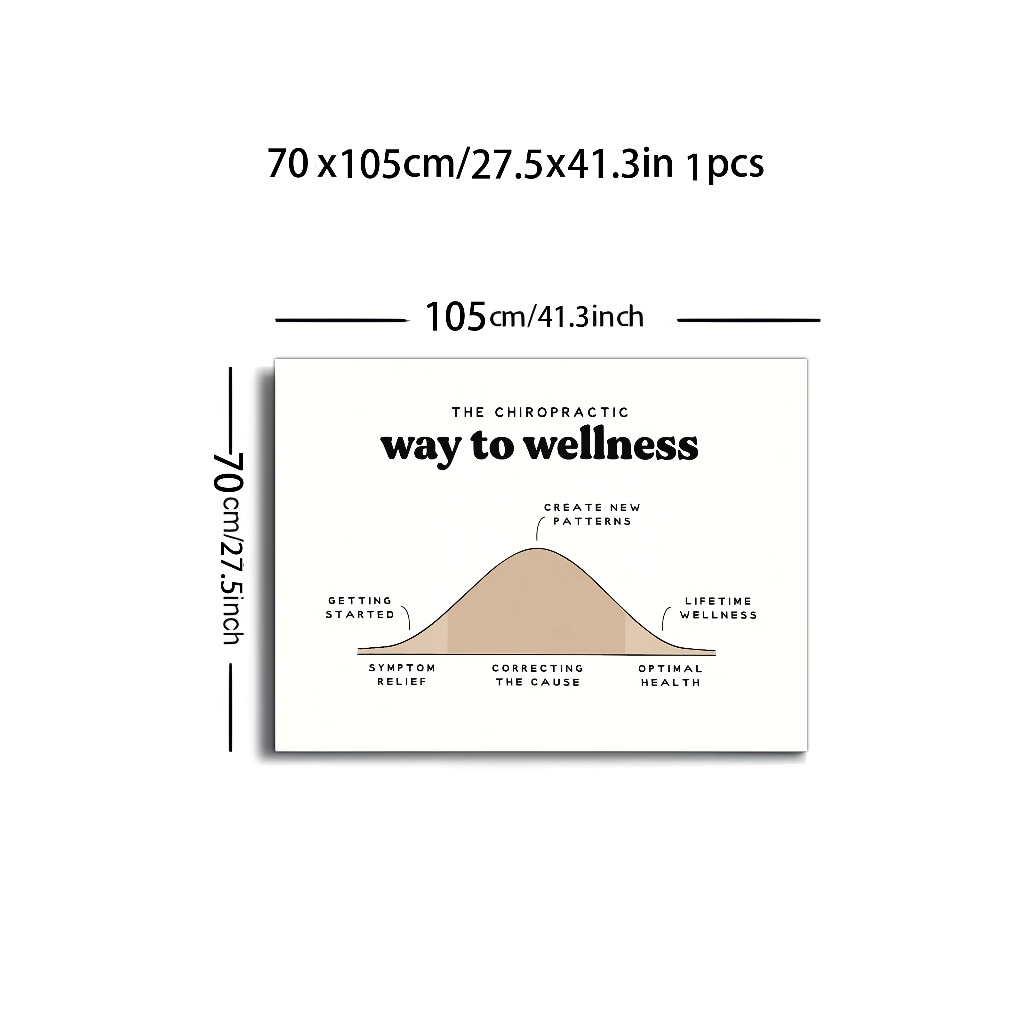 70 x105cm/27.5x41.3in 1pcs
105cm/41.3inch
70cm/27.5inch
THE CHIROPRACTIC
way to wellness
CREATE NEW
PATTERNS
GETTING
STARTED
LIFETIME
WELLNESS
SYMPTOM
RELIEF
CORRECTING
THE CAUSE
OPTIMAL
HEALTH